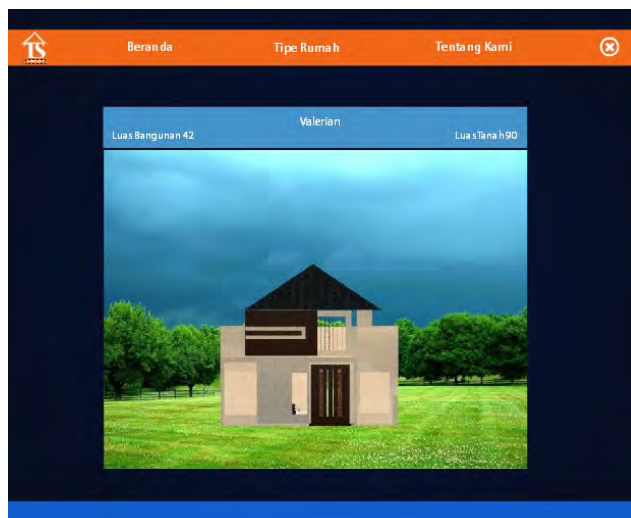 TS
Beranda
Tipe Rumah
Tentang Kami
Valerian
Luas Bangunan 42
Luas Tanah 90